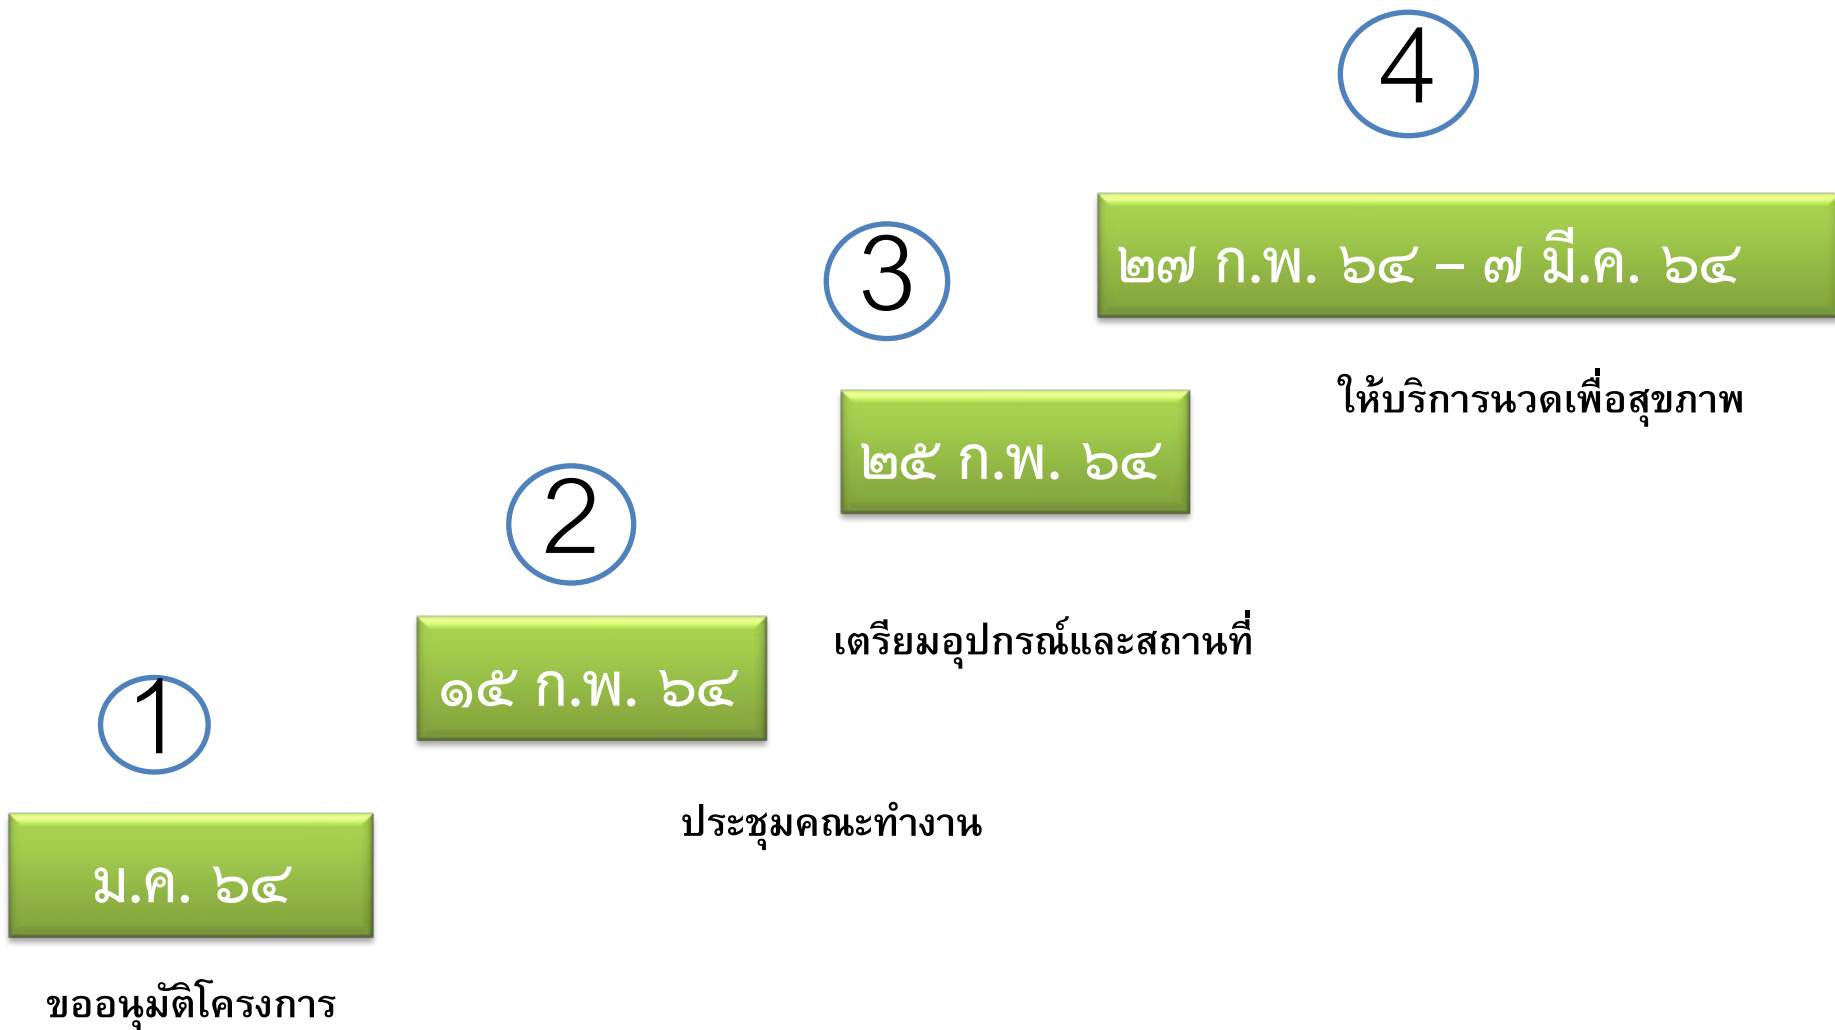 1
ม.ค. ๖๔
ขออนุมัติโครงการ
2
๑๕ ก.พ. ๖๔
ประชุมคณะทำงาน
3
๒๕ ก.พ. ๖๔
เตรียมอุปกรณ์และสถานที่
4
๒๗ ก.พ. ๖๔ – ๗ มี.ค. ๖๔
ให้บริการนวดเพื่อสุขภาพ